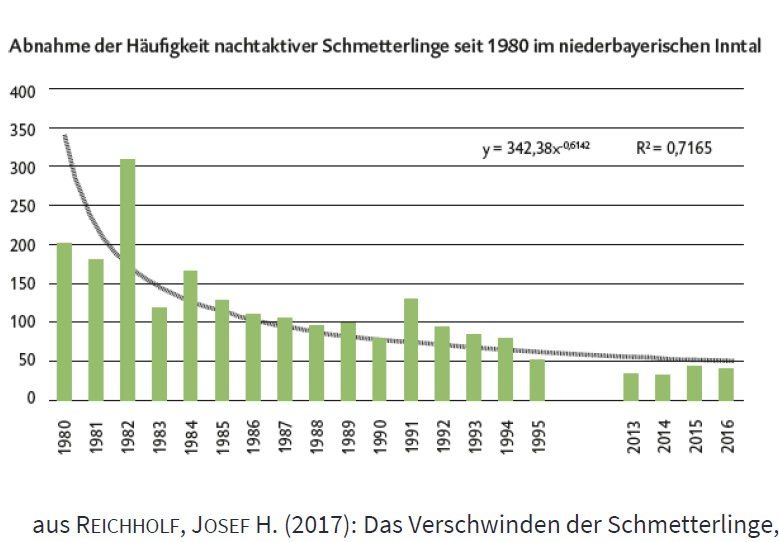 Abnahme der Häufigkeit nachtaktiver Schmetterlinge seit 1980 im niederbayerischen Inntal
400
350
y = 342,38x-0,6142 R² = 0,7165
300
250
200
150
100
50
0
1980 1981 1982 1983 1984 1985 1986 1987 1988 1989 1990 1991 1992 1993 1994 1995 2013 2014 2015 2016
aus REICHHOLF, JOSEF H. (2017): Das Verschwinden der Schmetterlinge,